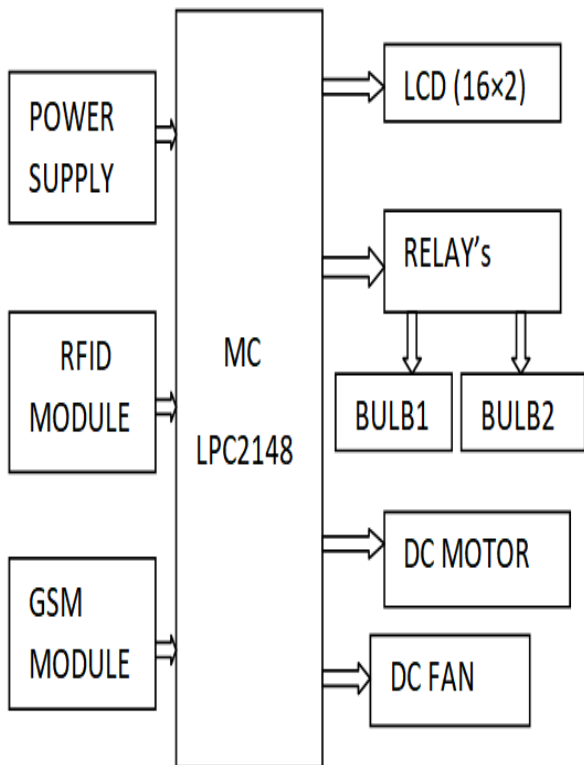 POWER
SUPPLY
RFID
MODULE
GSM
MODULE
MC
LPC2148
LCD (16×2)
RELAY’s
BULB1
BULB2
DC MOTOR
DC FAN